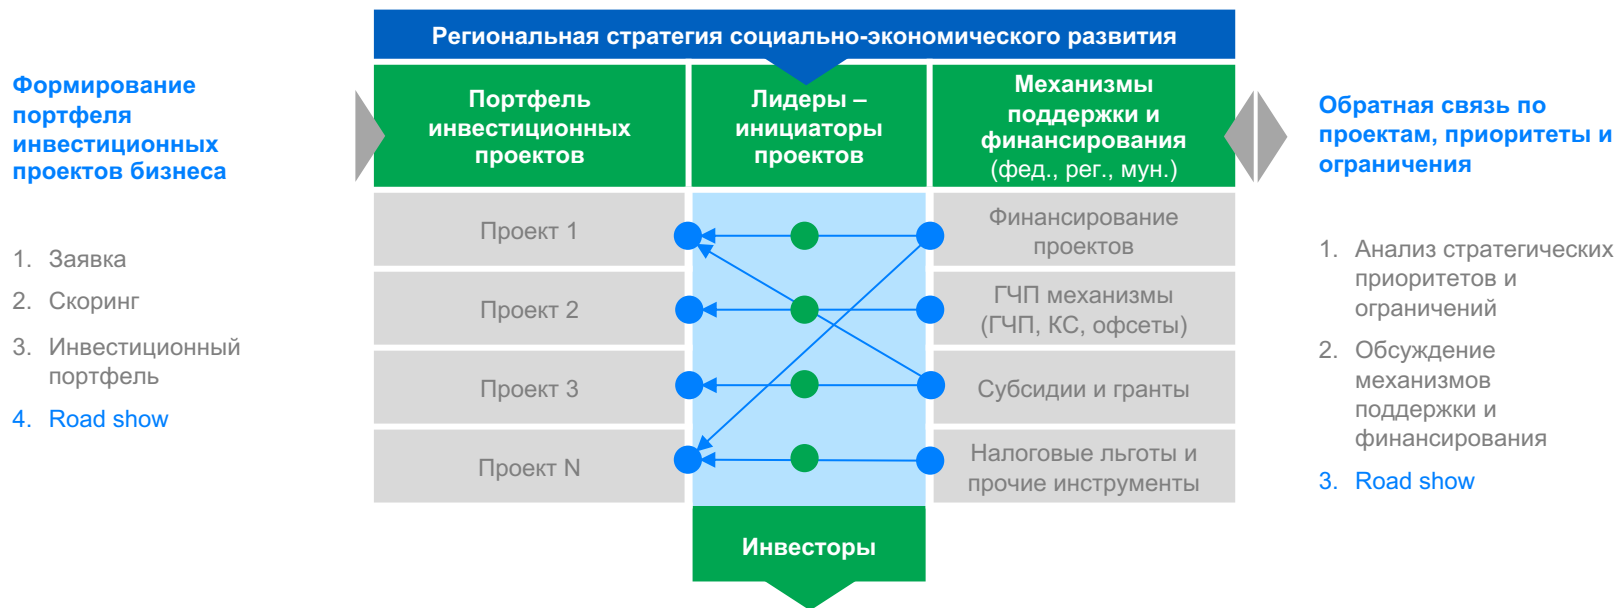 Региональная стратегия социально-экономического развития
Формирование
портфеля
инвестиционных
проектов бизнеса
1. Заявка
2. Скоринг
3. Инвестиционный
портфель
4. Road show
Портфель
инвестиционных
проектов
Лидеры –
инициаторы
проектов
Механизмы
поддержки и
финансирования
(фед., рег., мун.)
Проект 1
Финансирование
проектов
Проект 2
ГЧП механизмы
(ГЧП, КС, офсеты)
Проект 3
Субсидии и гранты
Проект N
Налоговые льготы и
прочие инструменты
Инвесторы
Обратная связь по
проектам, приоритеты и
ограничения
1. Анализ стратегических
приоритетов и
ограничений
2. Обсуждение
механизмов
поддержки и
финансирования
3. Road show